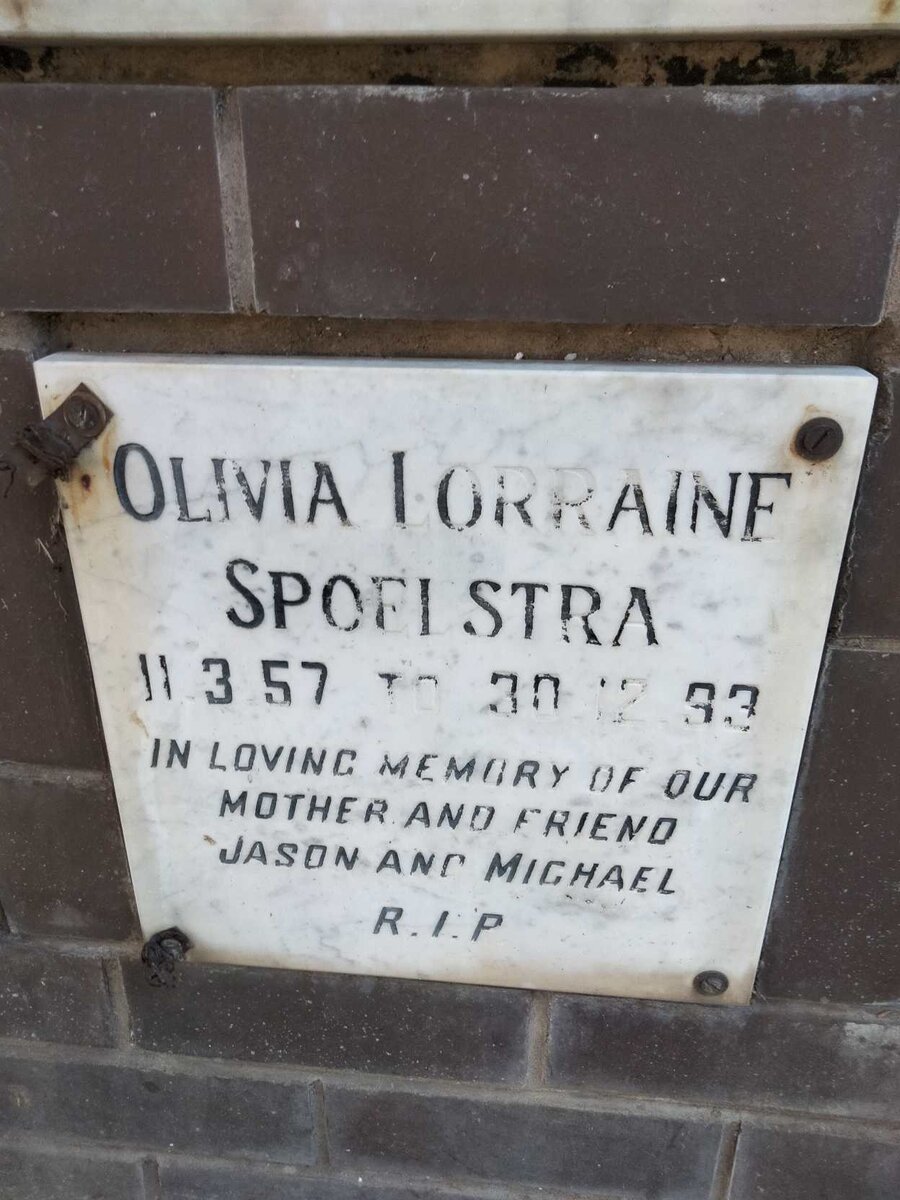 OLIVIA LORRAINE
SPOELSTRA
11.3.57 TO 30.12.93
IN LOVING MEMORY OF OUR
MOTHER AND FRIEND
JASON AND MICHAEL
R.I.P